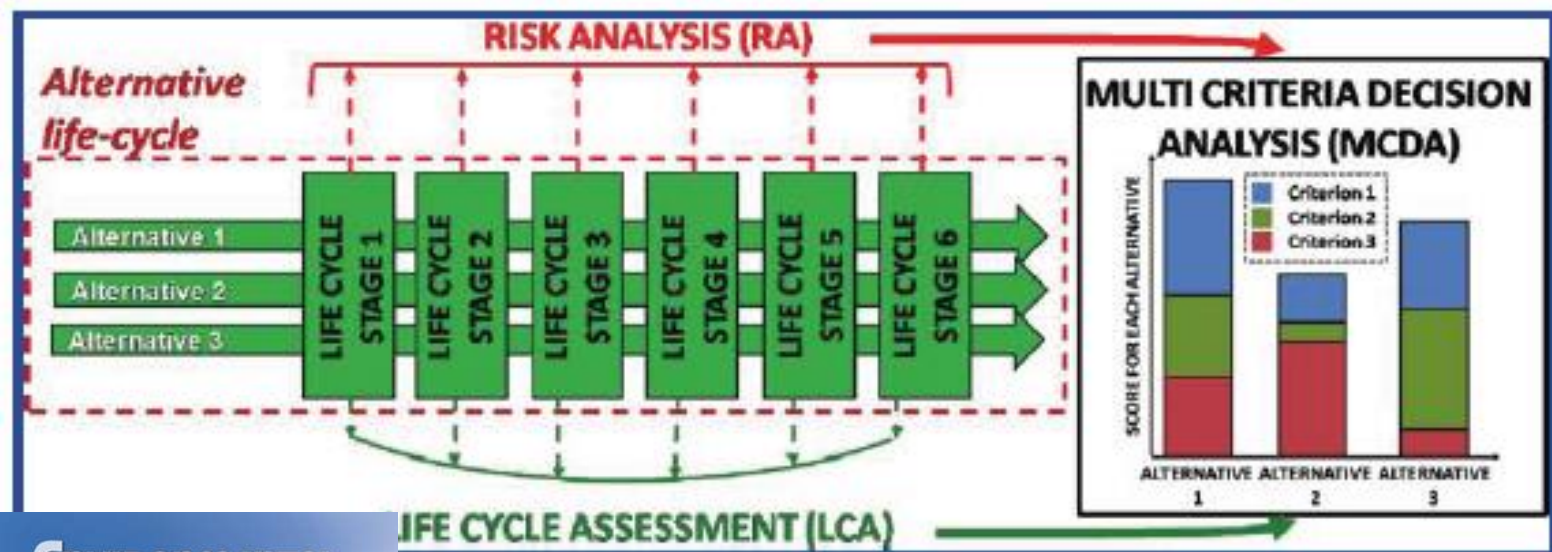 RISK ANALYSIS (RA)
Alternative
life-cycle
Alternative 1
Alternative 2
Alternative 3
LIFE CYCLE
STAGE 1
LIFE CYCLE
STAGE 2
LIFE CYCLE
STAGE 3
LIFE CYCLE
STAGE 4
LIFE CYCLE
STAGE 5
LIFE CYCLE
STAGE 6
LIFE CYCLE ASSESSMENT (LCA)
MULTI CRITERIA DECISION
ANALYSIS (MCDA)
SCORE FOR EACH ALTERNATIVE
Criterion 1
Criterion 2
Criterion 3
ALTERNATIVE
1
ALTERNATIVE
2
ALTERNATIVE
3